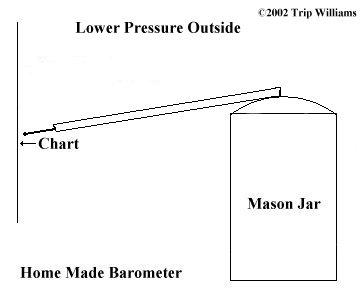 ©2002 Trip Williams
Lower Pressure Outside
Chart
Mason Jar
Home Made Barometer